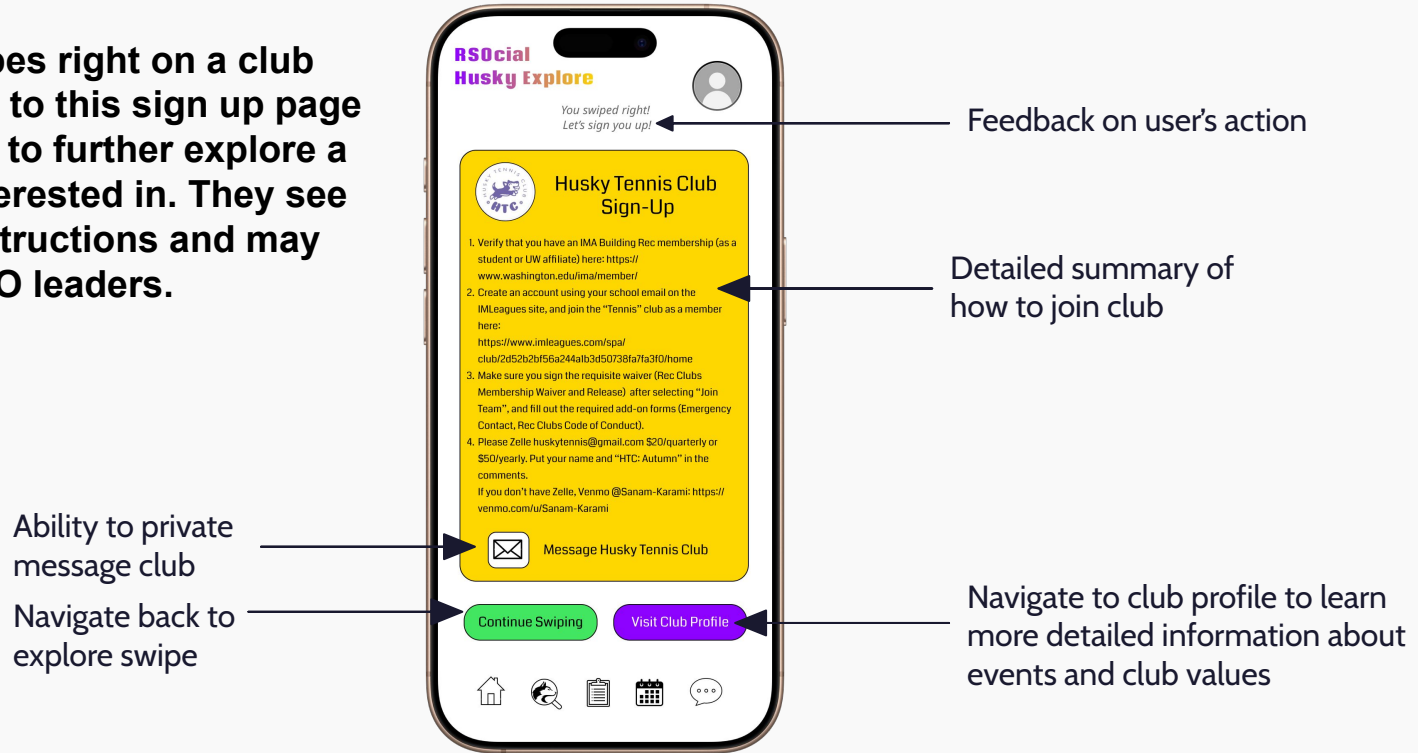 pes right on a club
to this sign up page
to further explore a
erested in. They see
tructions and may
O leaders.
RSOcial
Husky Explore
You swiped right!
Let's sign you up!
Feedback on user's action
HUSKY TENNIS CLUB
HTC
Husky Tennis Club
Sign-Up
1. Verify that you have an IMA Building Rec membership (as a
student or UW affiliate) here: https://
www.washington.edu/ima/member/
2. Create an account using your school email on the
IMLeagues site, and join the "Tennis" club as a member
here:
https://www.imleagues.com/spa/
club/2d52b2bf56a244a1b3d50738fa7fa3f0/home
3. Make sure you sign the requisite waiver (Rec Clubs
Membership Waiver and Release) after selecting "Join
Team", and fill out the required add-on forms (Emergency
Contact, Rec Clubs Code of Conduct).
4. Please Zelle huskytennis@gmail.com $20/quarterly or
$50/yearly. Put your name and "HTC: Autumn" in the
comments.
If you don't have Zelle, Venmo @Sanam-Karami: https://
venmo.com/u/Sanam-Karami
Detailed summary of
how to join club
Message Husky Tennis Club
Ability to private
message club
Navigate back to
explore swipe
Continue Swiping
Visit Club Profile
Navigate to club profile to learn
more detailed information about
events and club values